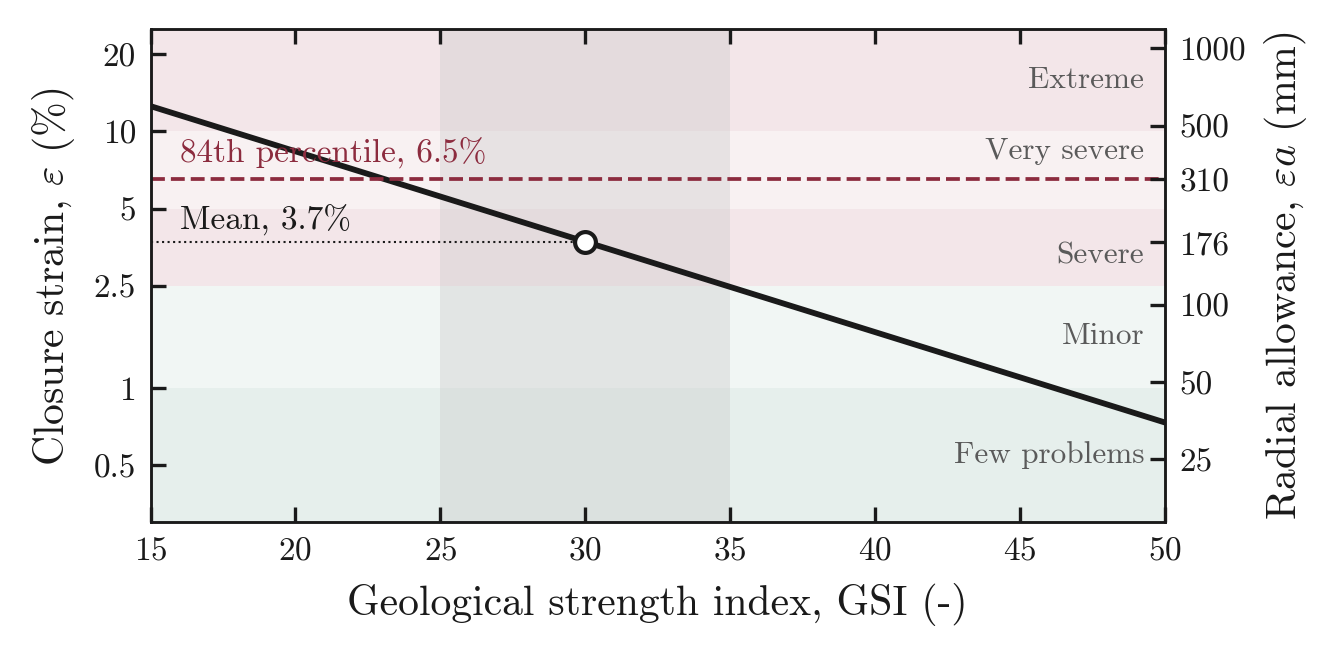 Closure strain, ε (%)
20
10
5
2.5
1
0.5
84th percentile, 6.5%
Mean, 3.7%
Extreme
Very severe
Severe
Minor
Few problems
1000
500
310
176
100
50
25
Radial allowance, εa (mm)
15 20 25 30 35 40 45 50
Geological strength index, GSI (-)